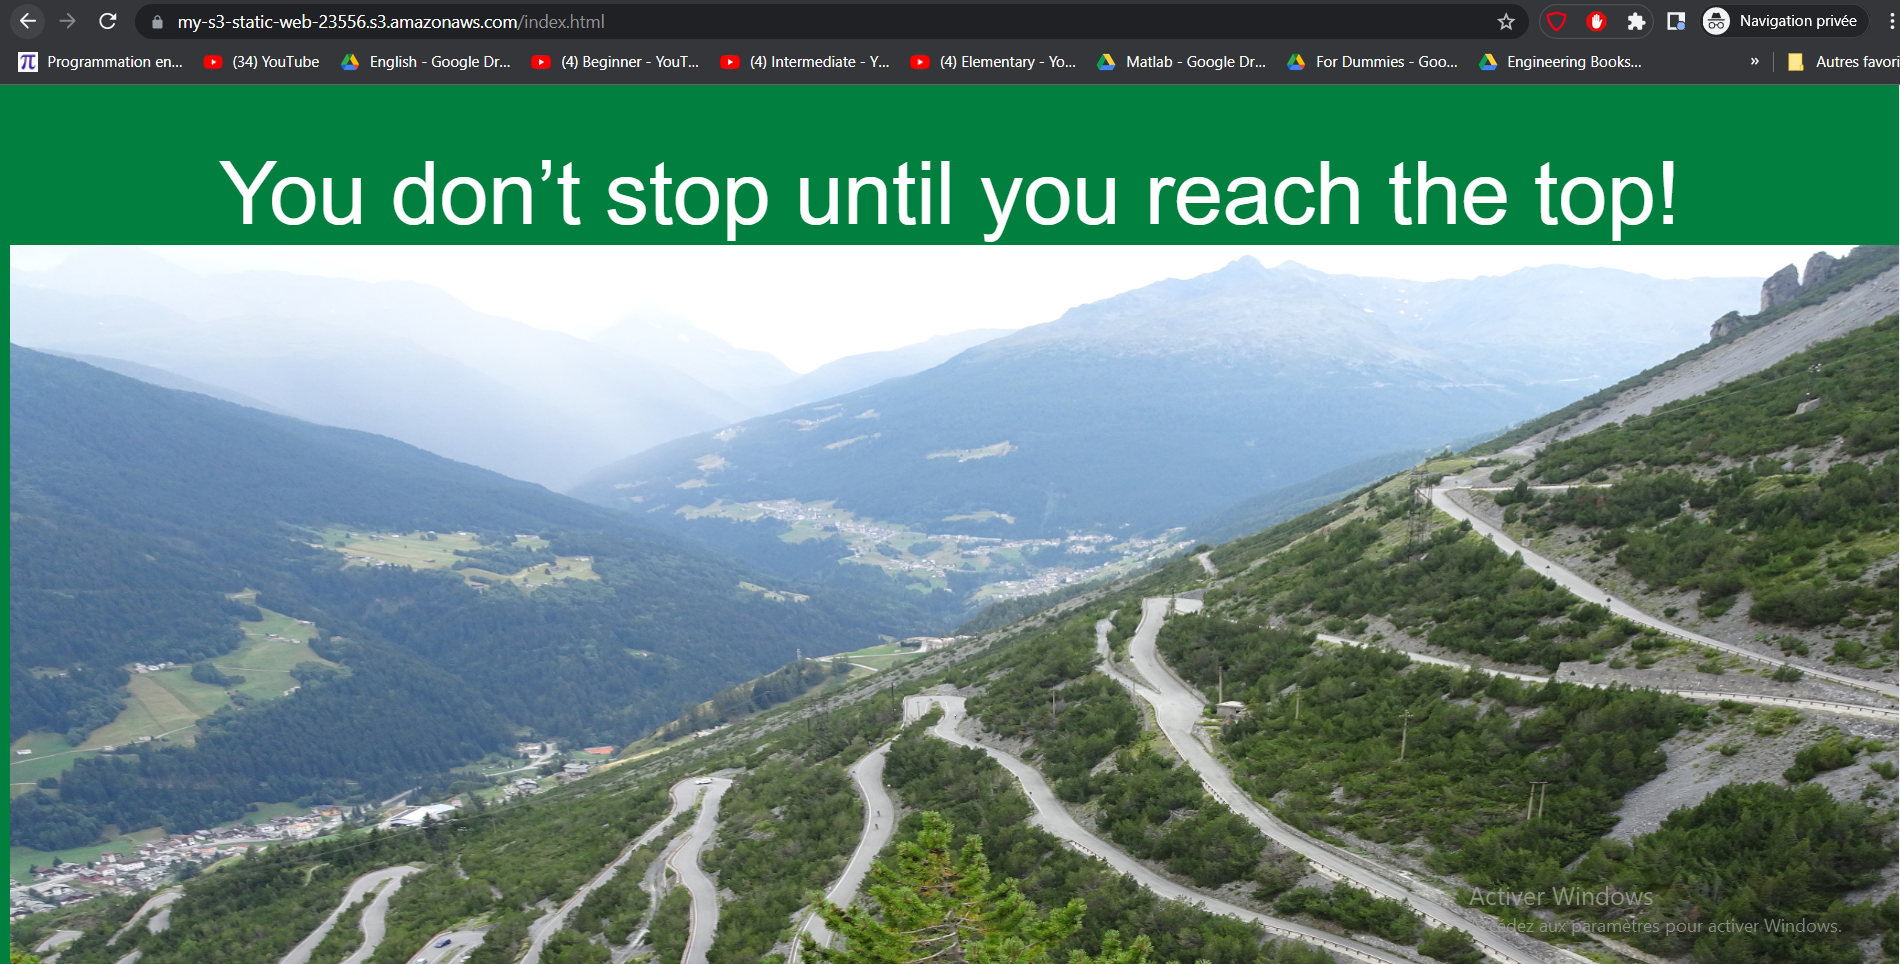 my-s3-static-web-23556.s3.amazonaws.com/index.html
Navigation privée
Programmation en...
(34) YouTube
English - Google Dr...
(4) Beginner - YouT...
(4) Intermediate - Y...
(4) Elementary - Yo...
Matlab - Google Dr...
For Dummies - Goo...
Engineering Books...
»
Autres favori
You don’t stop until you reach the top!
Activer Windows
aux paramètres pour activer Windows.